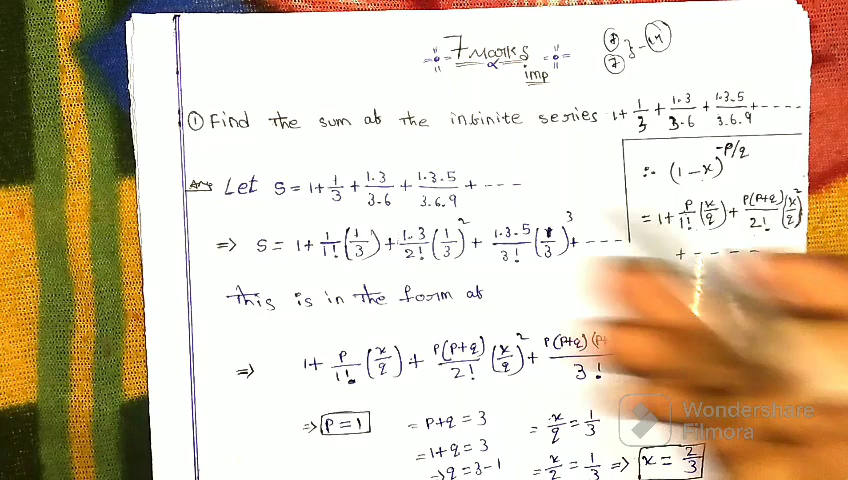 7 Marks
imp
⑧
⑦ } - 14
① Find the sum of the infinite series 1 + 1/3 + 1.3/3.6 + 1.3.5/3.6.9 + ----
Ans Let S = 1 + 1/3 + 1.3/3.6 + 1.3.5/3.6.9 + ---
∴ (1-x)^-P/q
= 1 + P/1! (x/q) + P(P+q)/2! (x/q)^2
+ -----
=> S = 1 + 1/1! (1/3) + 1.3/2! (1/3)^2 + 1.3.5/3! (1/3)^3 + ----
This is in the form of
=> 1 + P/1! (x/q) + P(P+q)/2! (x/q)^2 + P(P+q)(P+ /3!
=> P = 1
= P+q = 3
= 1+q = 3
=> q = 3-1
= x/q = 1/3
= x/2 = 1/3 => x = 2/3
Wondershare
Filmora